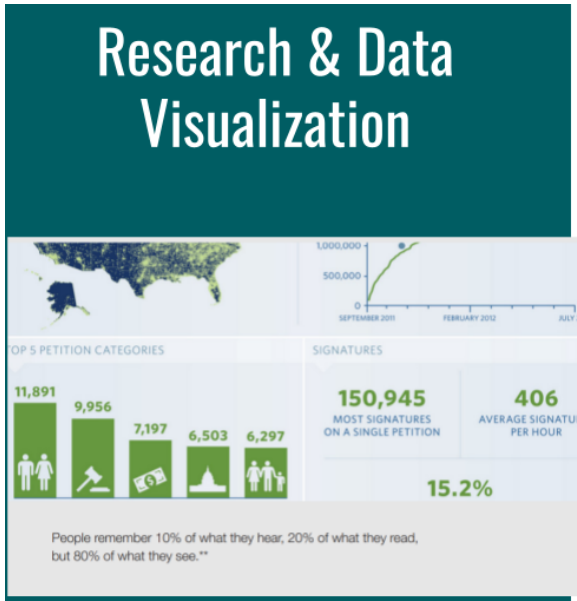 Research & Data
Visualization
1,000,000
500,000
0
SEPTEMBER 2011 FEBRUARY 2012 JULY
TOP 5 PETITION CATEGORIES
SIGNATURES
11,891
9,956
7,197
6,503
6,297
$
150,945
MOST SIGNATURES
ON A SINGLE PETITION
406
AVERAGE SIGNATU
PER HOUR
15.2%
People remember 10% of what they hear, 20% of what they read,
but 80% of what they see.**